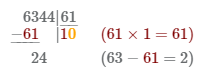 6344|61
−61 |10 (61 × 1 = 61)
24 (63 − 61 = 2)